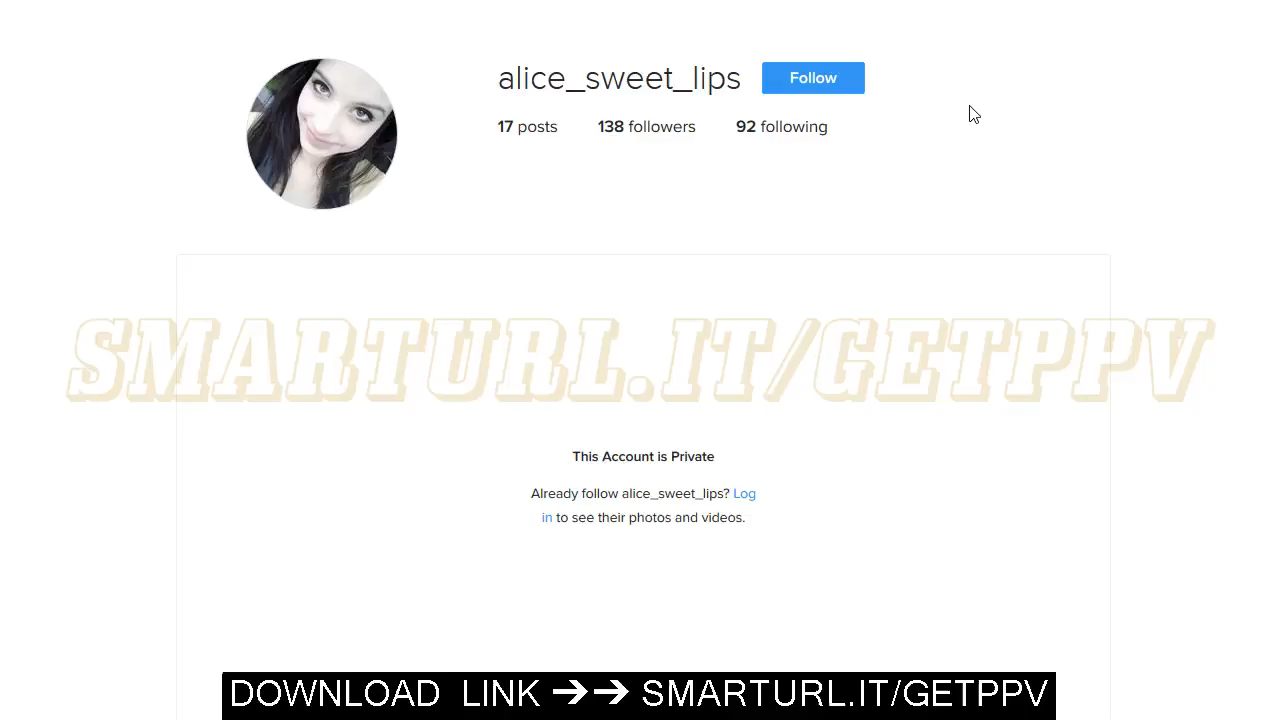 alice_sweet_lips Follow
17 posts 138 followers 92 following
SMARTURL.IT/GETPPV
This Account is Private
Already follow alice_sweet_lips? Log
in to see their photos and videos.
DOWNLOAD LINK →→ SMARTURL.IT/GETPPV